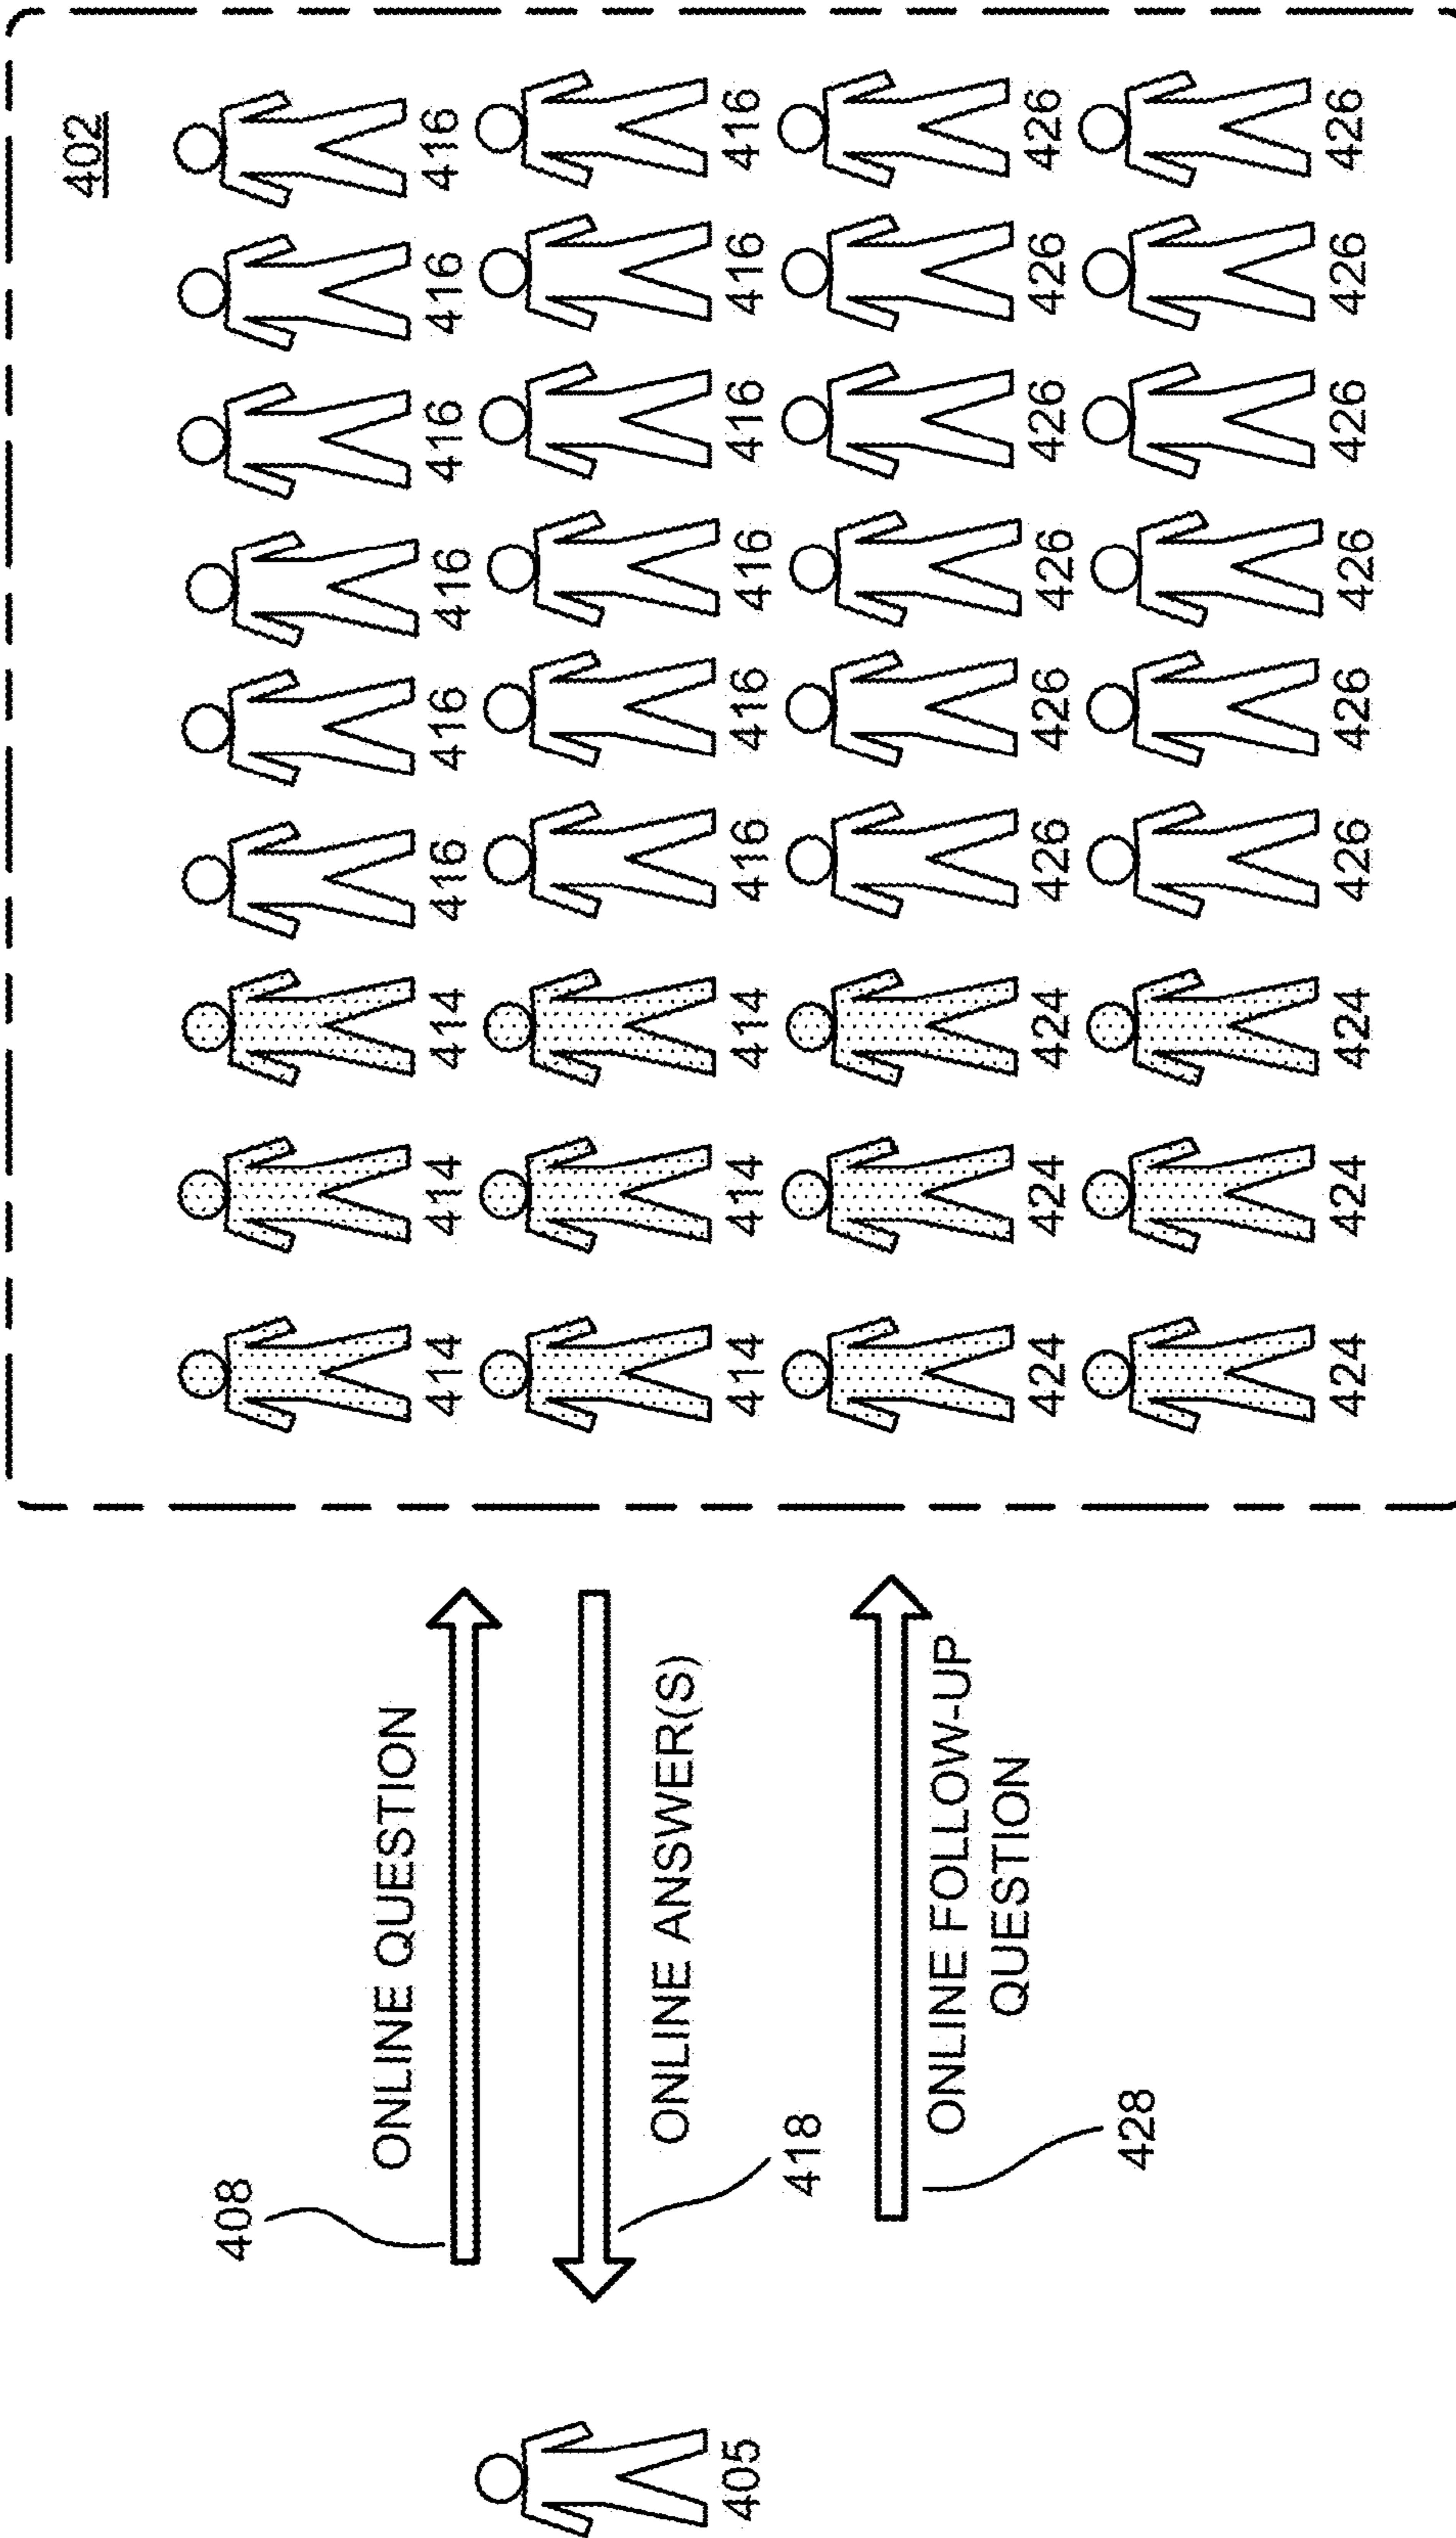 402
408
ONLINE QUESTION
414 414 414 416 416 416 416 416 416
ONLINE ANSWER(S)
405
414 414 414 416 416 416 416 416 416
418
ONLINE FOLLOW-UP
QUESTION
424 424 424 426 426 426 426 426 426
428
424 424 424 426 426 426 426 426 426